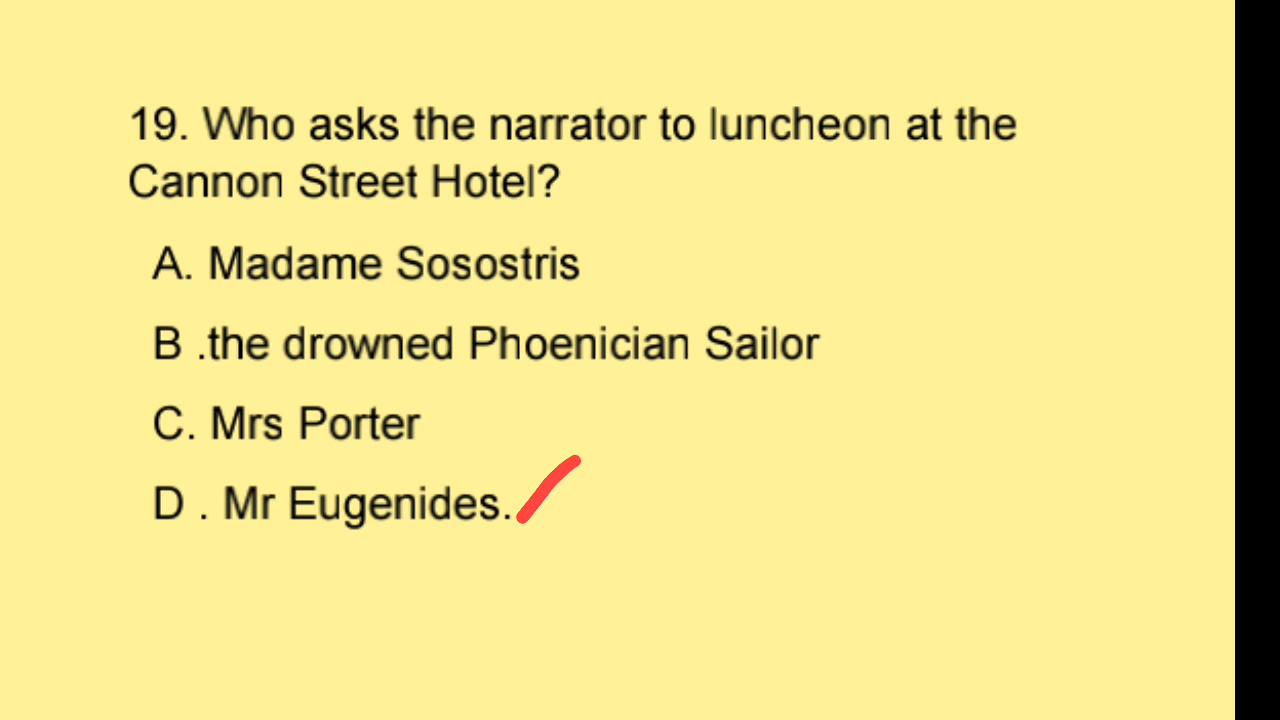 19. Who asks the narrator to luncheon at the
Cannon Street Hotel?
A. Madame Sosostris
B .the drowned Phoenician Sailor
C. Mrs Porter
D . Mr Eugenides.